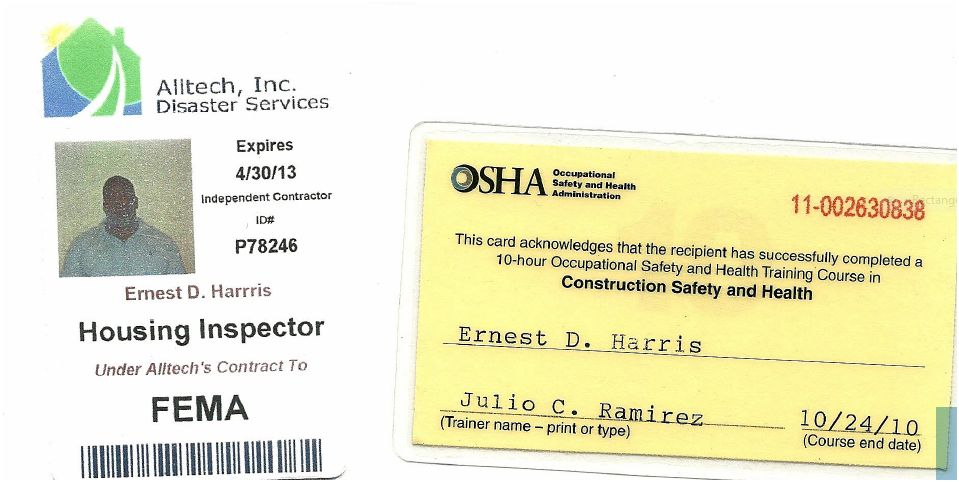 Alltech, Inc.
Disaster Services
Expires
4/30/13
Independent Contractor
ID#
P78246
Ernest D. Harrris
Housing Inspector
Under Alltech's Contract To
FEMA
OSHA
Occupational
Safety and Health
Administration
11-002630838
This card acknowledges that the recipient has successfully completed a
10-hour Occupational Safety and Health Training Course in
Construction Safety and Health
Ernest D. Harris
Julio C. Ramirez
10/24/10
(Trainer name – print or type)
(Course end date)